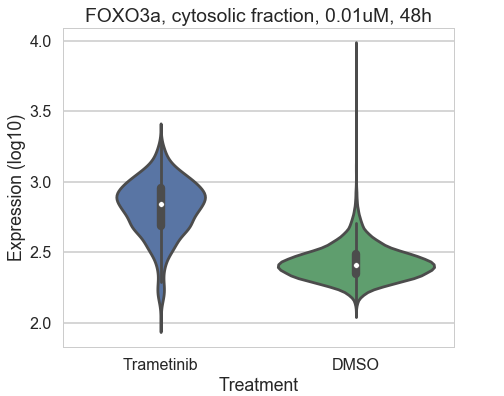 FOXO3a, cytosolic fraction, 0.01uM, 48h
Expression (log10)
4.0
3.5
3.0
2.5
2.0
Trametinib DMSO
Treatment